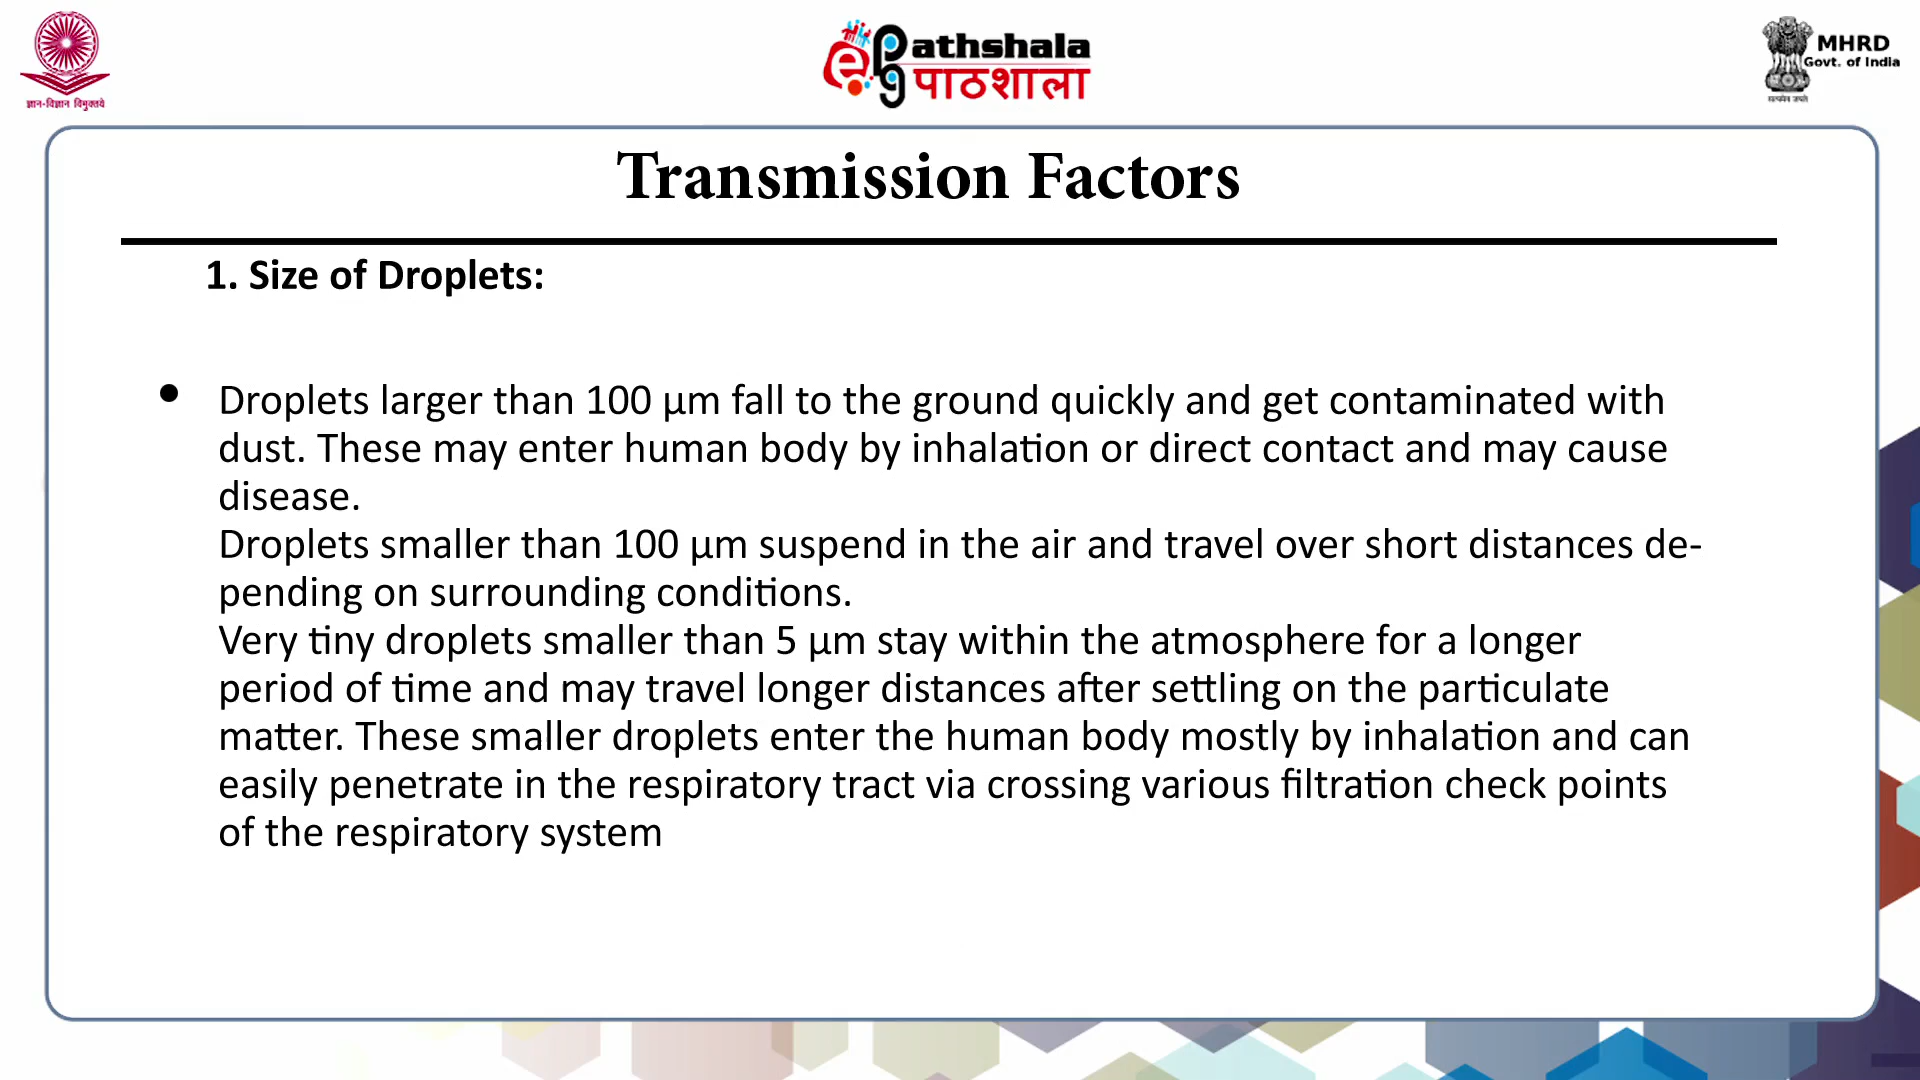 ज्ञान-विज्ञान विमुक्तये
e pg athshala
पाठशाला
MHRD
Govt. of India
सत्यमेव जयते
Transmission Factors
1. Size of Droplets:
• Droplets larger than 100 µm fall to the ground quickly and get contaminated with
dust. These may enter human body by inhalation or direct contact and may cause
disease.
Droplets smaller than 100 µm suspend in the air and travel over short distances de-
pending on surrounding conditions.
Very tiny droplets smaller than 5 µm stay within the atmosphere for a longer
period of time and may travel longer distances after settling on the particulate
matter. These smaller droplets enter the human body mostly by inhalation and can
easily penetrate in the respiratory tract via crossing various filtration check points
of the respiratory system